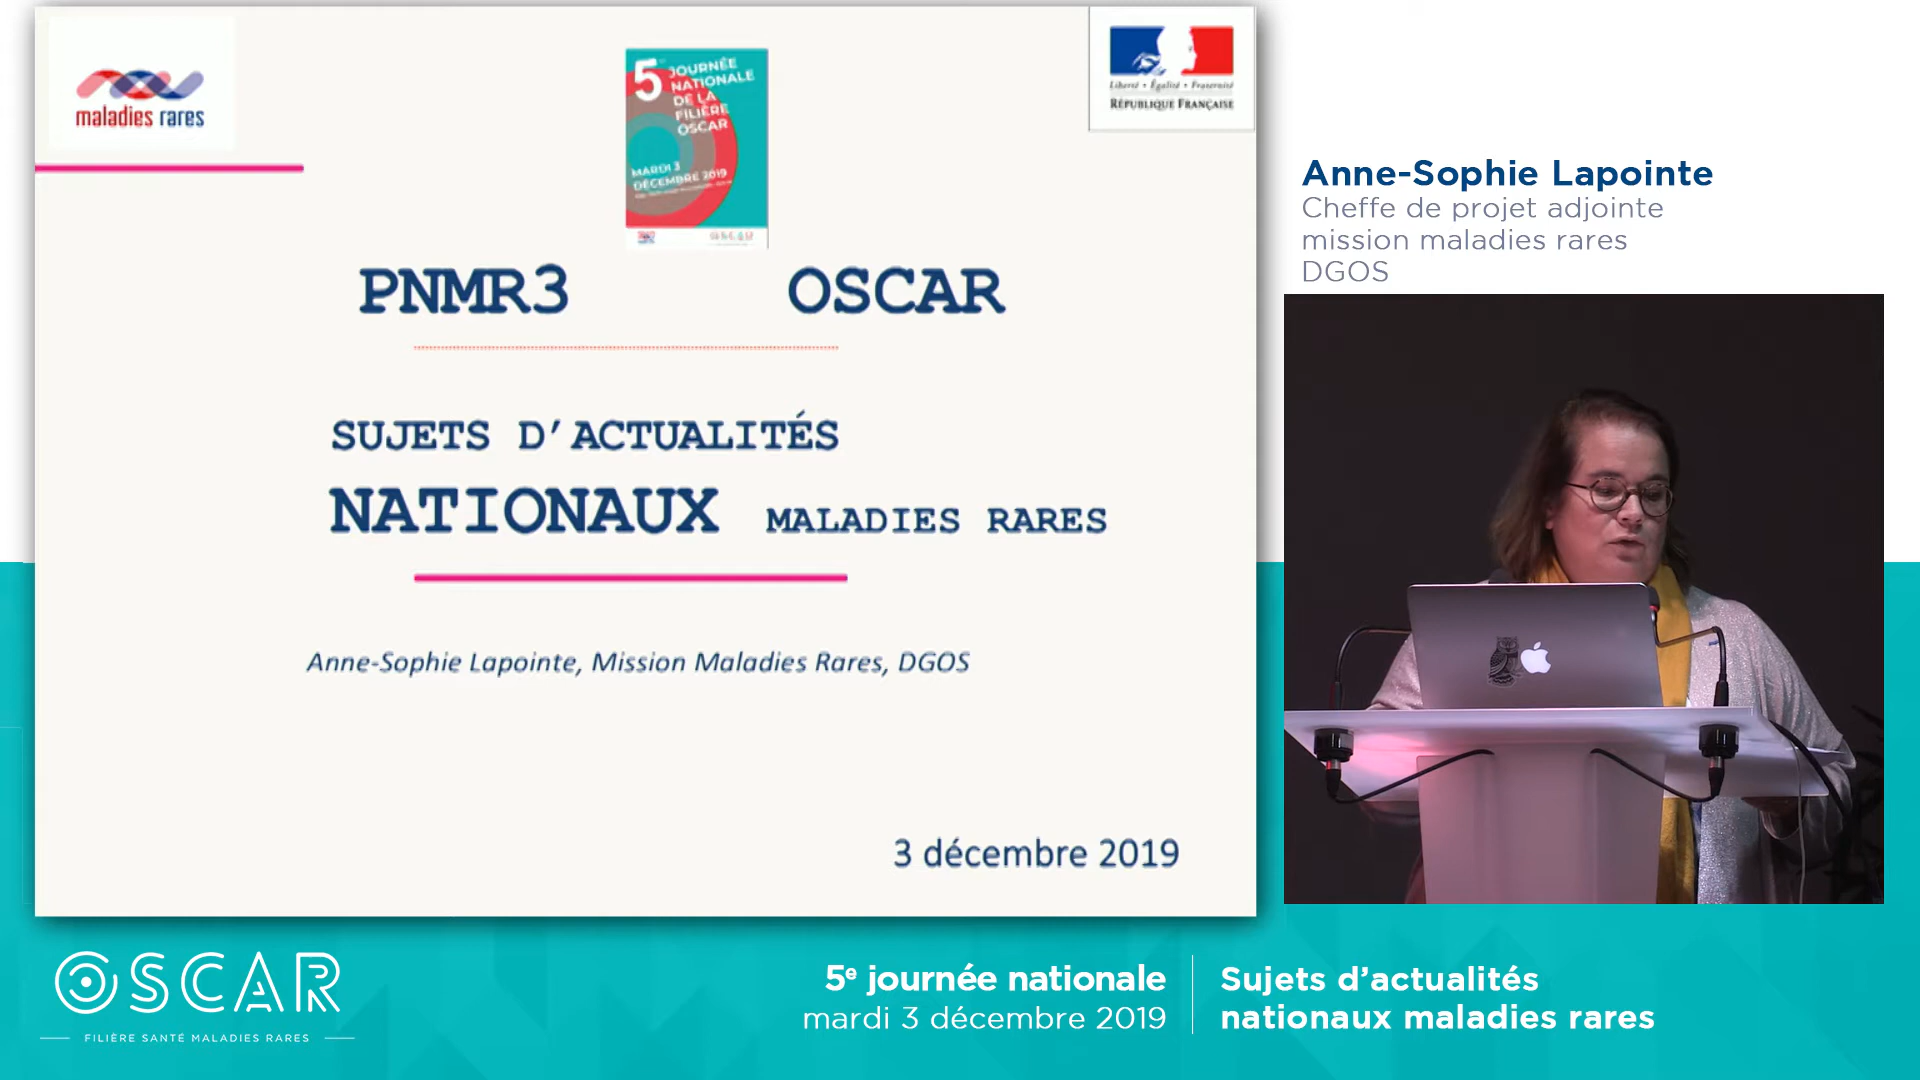 maladies rares
5e JOURNÉE
NATIONALE
DE LA
FILIÈRE
OSCAR
MARDI 3
DÉCEMBRE 2019
Liberté • Égalité • Fraternité
RÉPUBLIQUE FRANÇAISE
PNMR3 OSCAR
SUJETS D'ACTUALITÉS
NATIONAUX MALADIES RARES
Anne-Sophie Lapointe, Mission Maladies Rares, DGOS
3 décembre 2019
Anne-Sophie Lapointe
Cheffe de projet adjointe
mission maladies rares
DGOS
OSCAR
FILIÈRE SANTÉ MALADIES RARES
5e journée nationale
mardi 3 décembre 2019
Sujets d'actualités
nationaux maladies rares